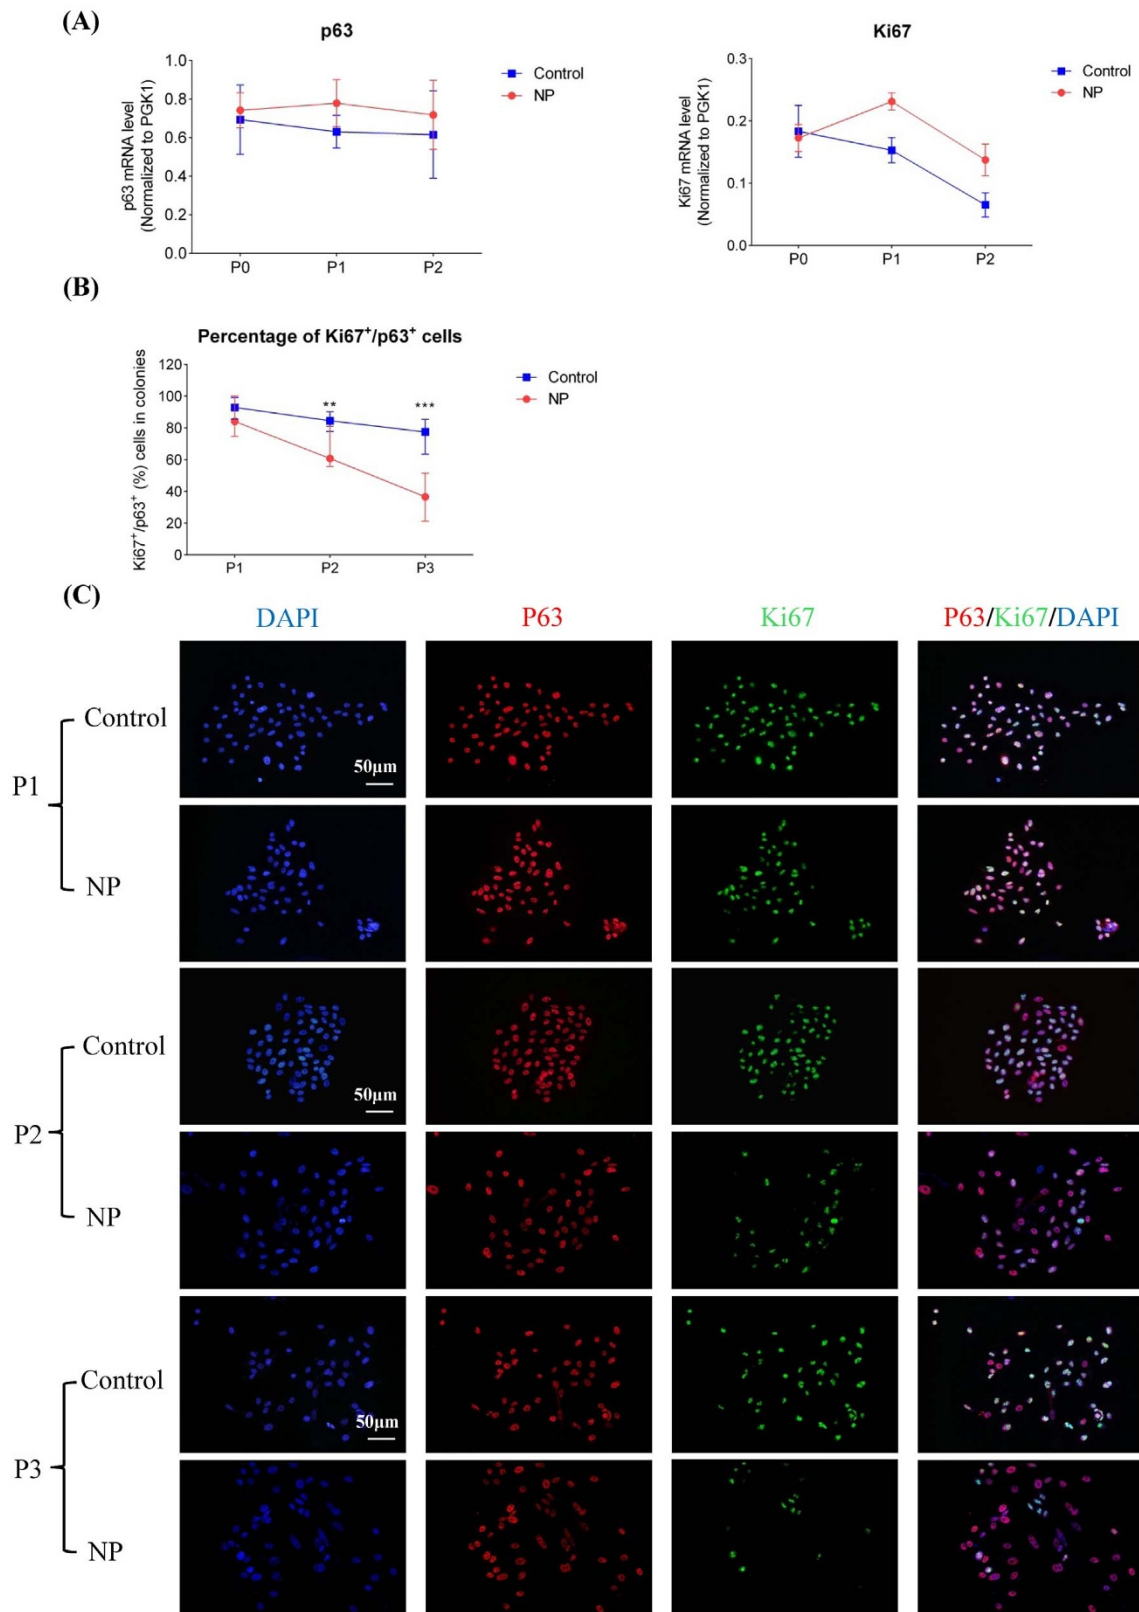 (A)
p63
p63 mRNA level
(Normalized to PGK1)
1.0
0.8
0.6
0.4
0.2
0.0
P0 P1 P2
Control
NP
Ki67
Ki67 mRNA level
(Normalized to PGK1)
0.3
0.2
0.1
0.0
P0 P1 P2
Control
NP
(B)
Percentage of Ki67⁺/p63⁺ cells
Ki67⁺/p63⁺ (%) cells in colonies
120
100
80
60
40
20
0
** ***
P1 P2 P3
Control
NP
(C)
DAPI P63 Ki67 P63/Ki67/DAPI
P1
Control
50µm
NP
P2
Control
50µm
NP
P3
Control
50µm
NP